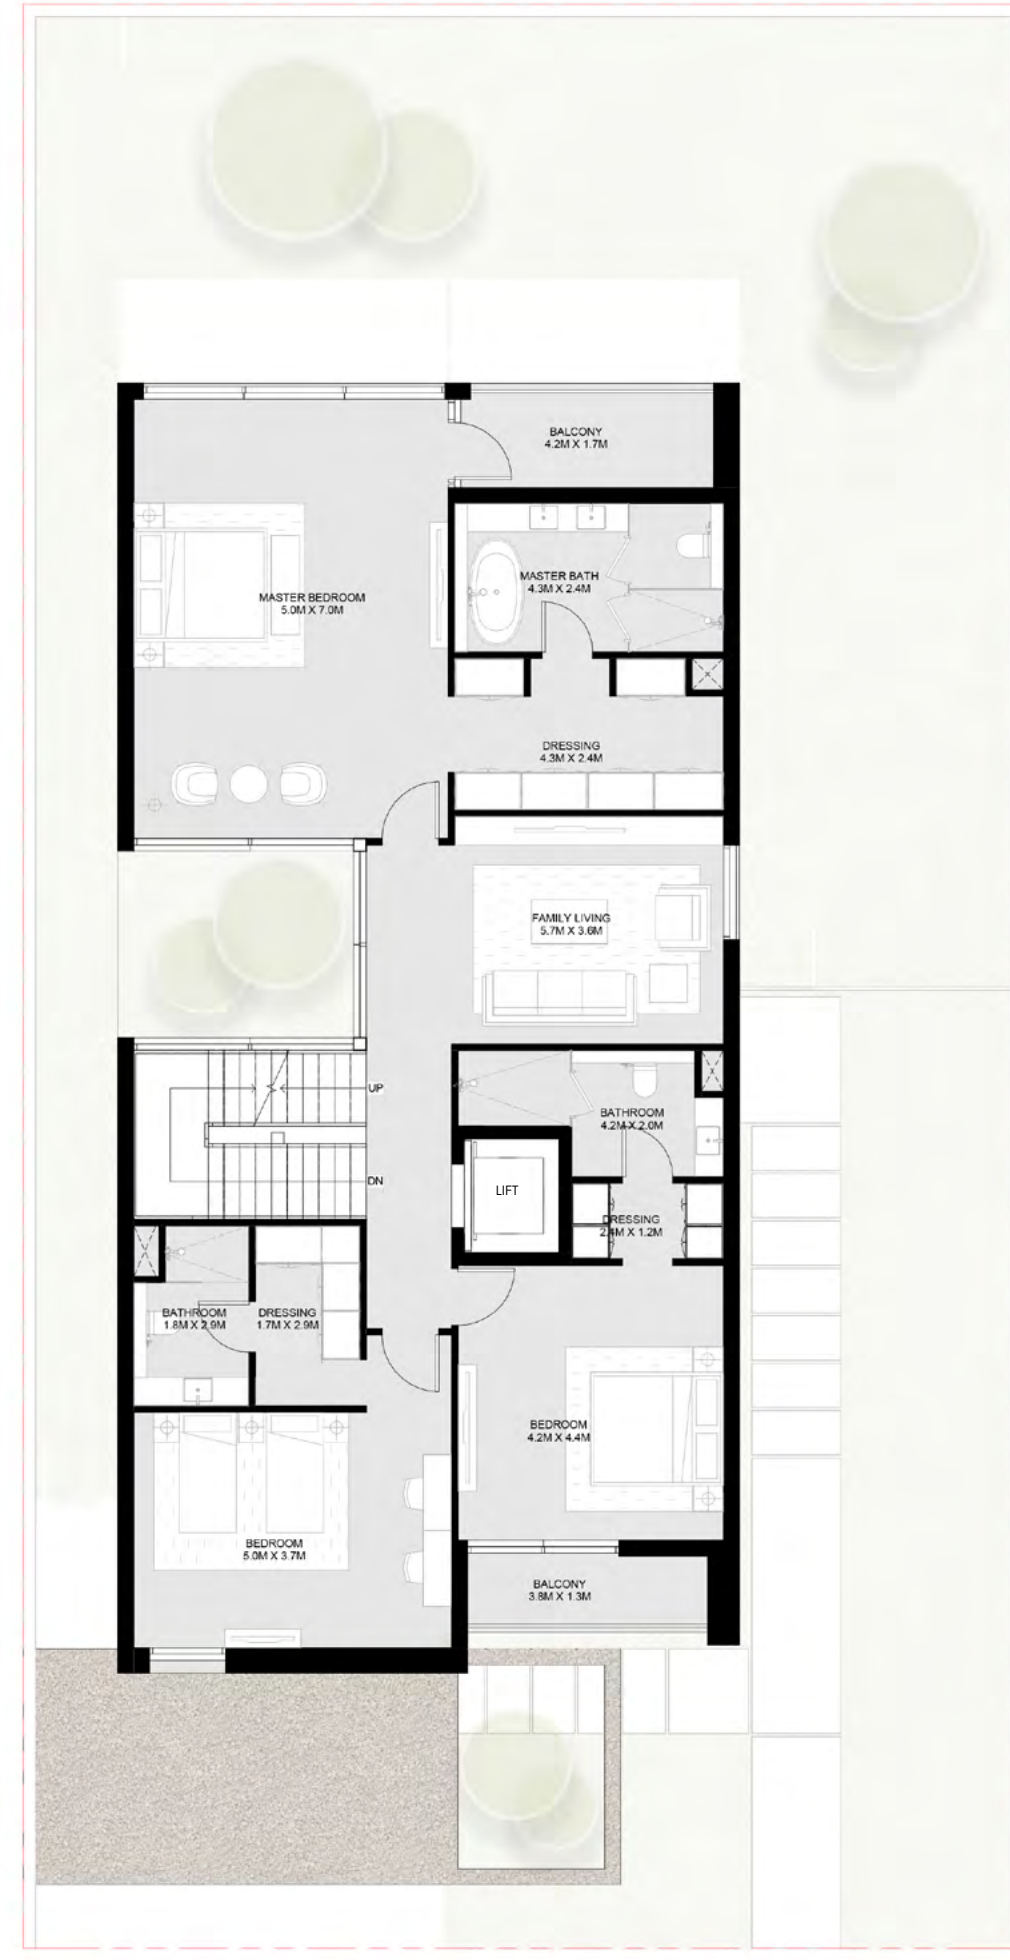 BALCONY
4.2M X 1.7M
MASTER BATH
4.3M X 2.4M
MASTER BEDROOM
5.0M X 7.0M
DRESSING
4.3M X 2.4M
FAMILY LIVING
5.7M X 3.6M
UP
BATHROOM
4.2M X 2.0M
DN
LIFT
DRESSING
2.4M X 1.2M
BATHROOM
1.8M X 2.9M
DRESSING
1.7M X 2.9M
BEDROOM
4.2M X 4.4M
BEDROOM
5.0M X 3.7M
BALCONY
3.8M X 1.3M